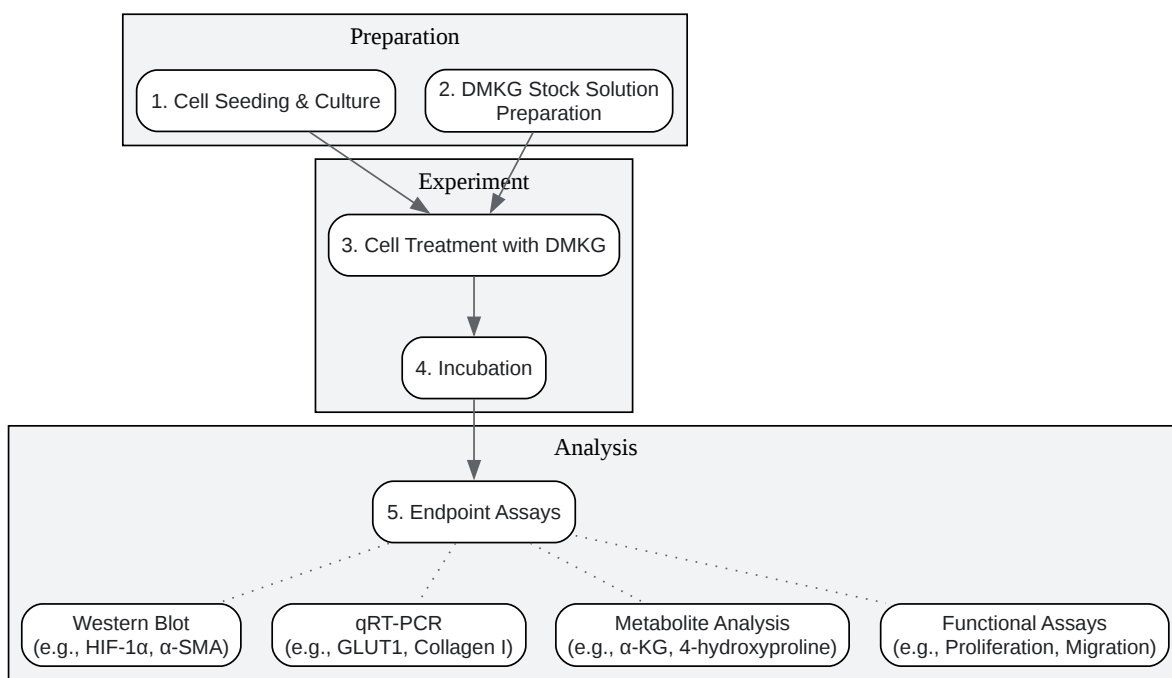 Preparation
1. Cell Seeding & Culture
2. DMKG Stock Solution
Preparation
Experiment
3. Cell Treatment with DMKG
4. Incubation
Analysis
5. Endpoint Assays
Western Blot
(e.g., HIF-1α, α-SMA)
qRT-PCR
(e.g., GLUT1, Collagen I)
Metabolite Analysis
(e.g., α-KG, 4-hydroxyproline)
Functional Assays
(e.g., Proliferation, Migration)